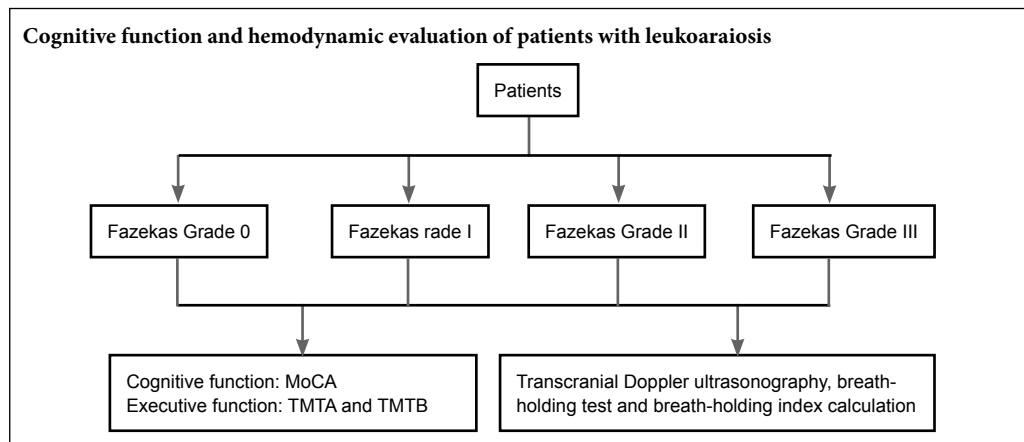 Cognitive function and hemodynamic evaluation of patients with leukoaraiosis
Patients
Fazekas Grade 0
Fazekas rade I
Fazekas Grade II
Fazekas Grade III
Cognitive function: MoCA
Executive function: TMTA and TMTB
Transcranial Doppler ultrasonography, breath-
holding test and breath-holding index calculation